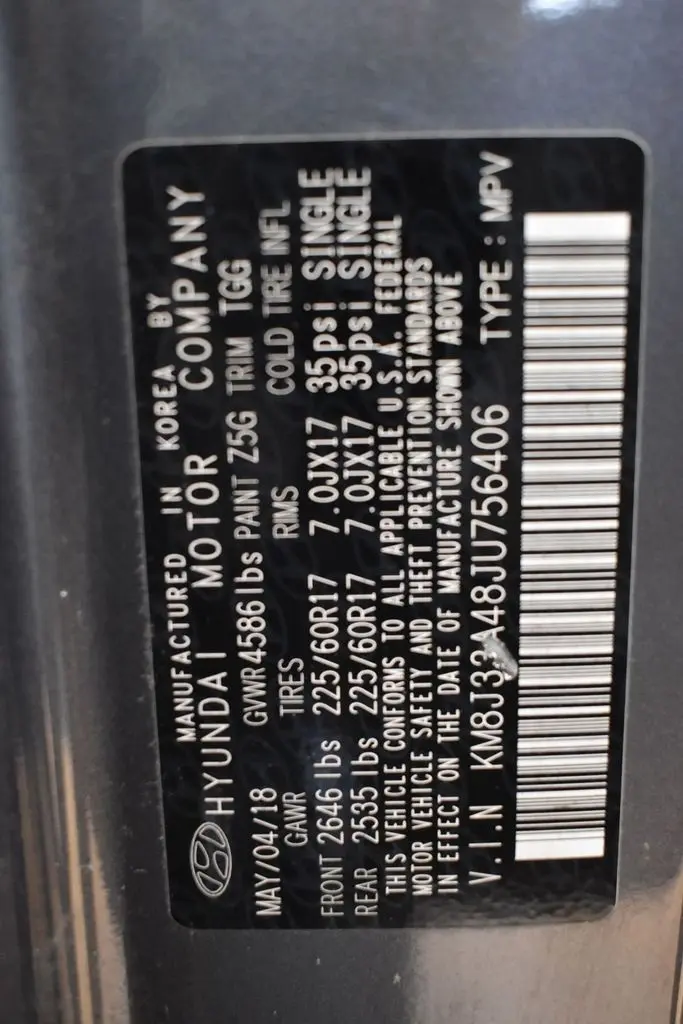 MANUFACTURED IN KOREA BY
HYUNDAI MOTOR COMPANY
MAY/04/18 GVWR 4586 lbs PAINT Z5G TRIM TGG
GAWR TIRES RIMS COLD TIRE INFL
FRONT 2646 lbs 225/60R17 7.0JX17 35psi SINGLE
REAR 2535 lbs 225/60R17 7.0JX17 35psi SINGLE
THIS VEHICLE CONFORMS TO ALL APPLICABLE U.S.A. FEDERAL
MOTOR VEHICLE SAFETY AND THEFT PREVENTION STANDARDS
IN EFFECT ON THE DATE OF MANUFACTURE SHOWN ABOVE
V.I.N KM8J33A48JU756406 TYPE : MPV